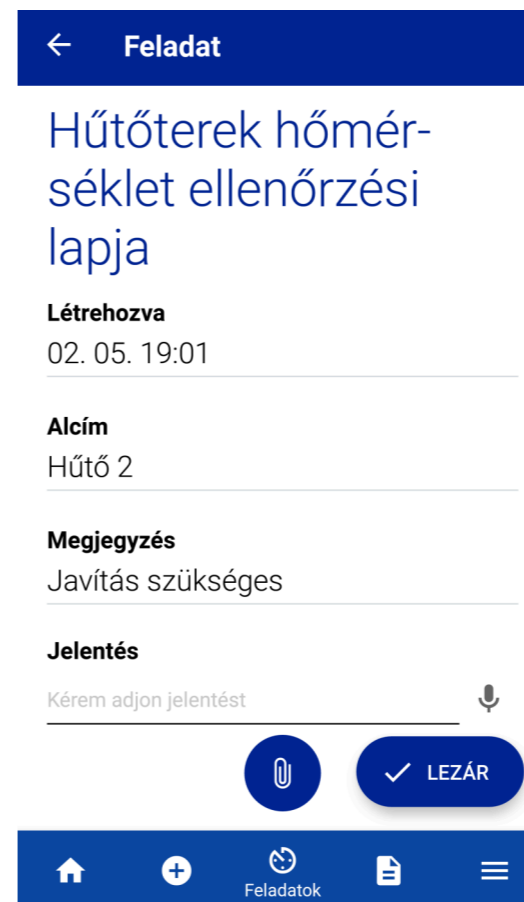 Feladat
Hűtőterek hőmér-
séklet ellenőrzési
lapja
Létrehozva
02. 05. 19:01
Alcím
Hűtő 2
Megjegyzés
Javítás szükséges
Jelentés
Kérem adjon jelentést
LEZÁR
Feladatok